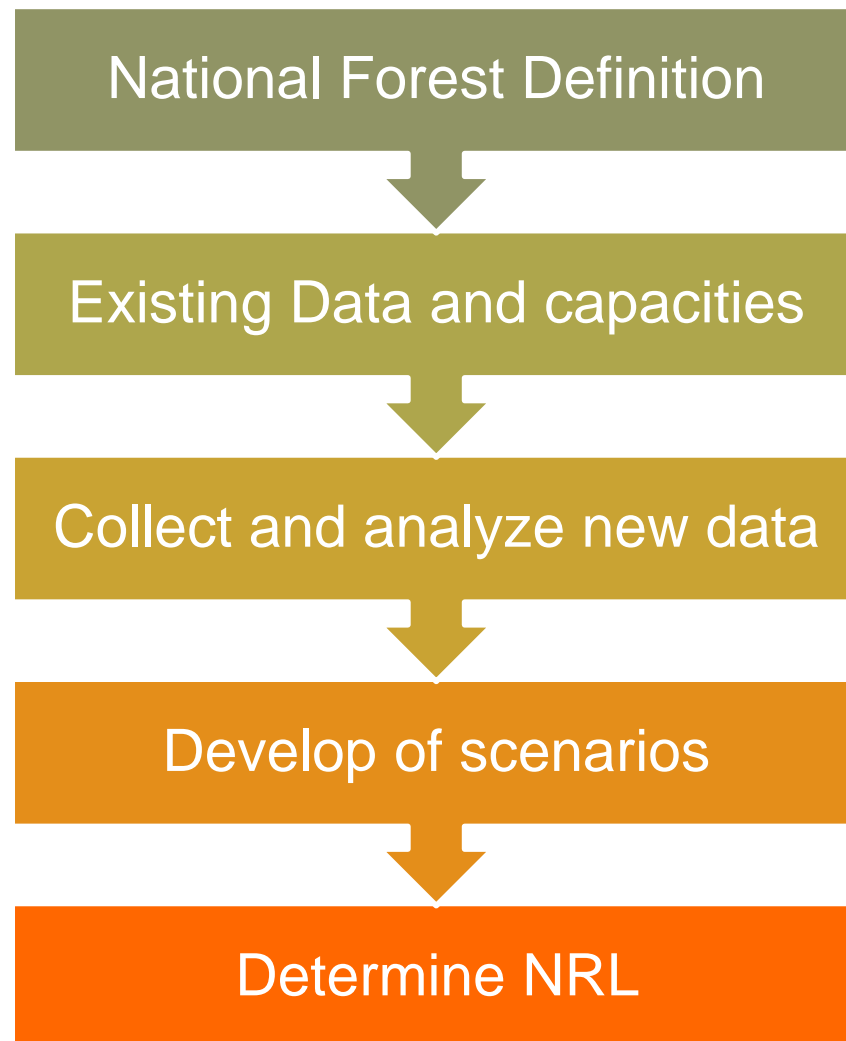 National Forest Definition
Existing Data and capacities
Collect and analyze new data
Develop of scenarios
Determine NRL